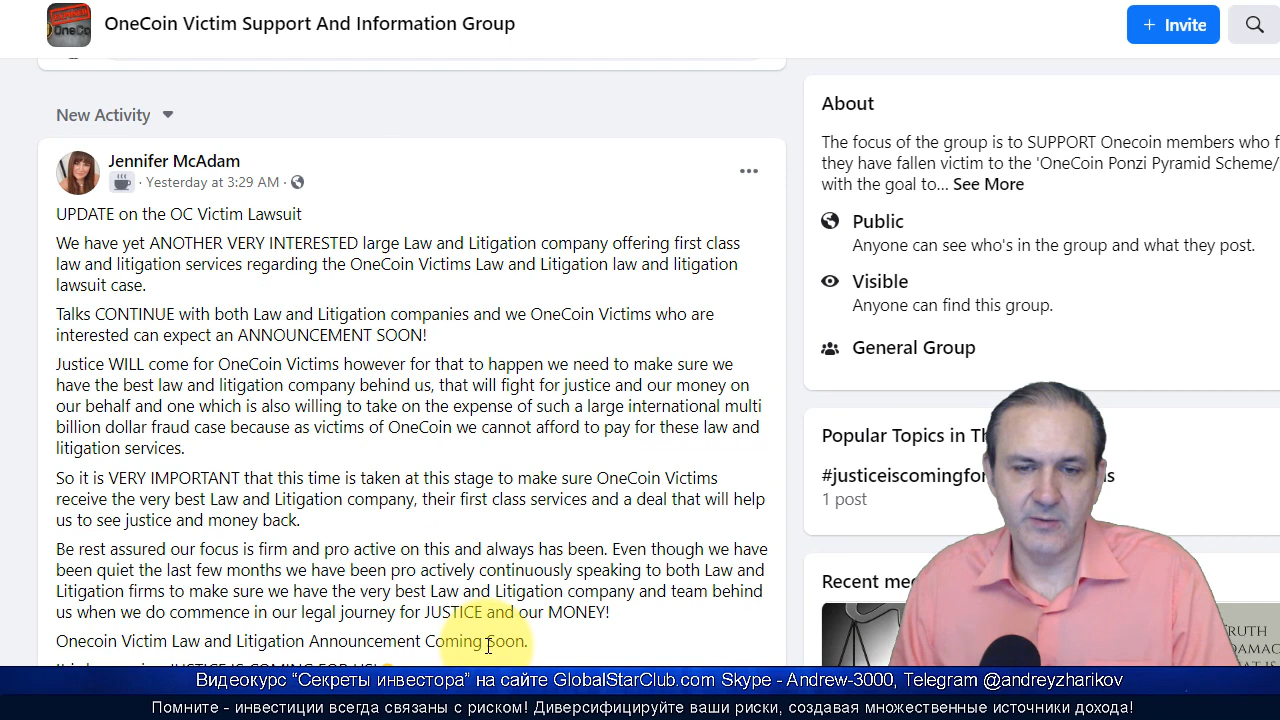 OneCoin Victim Support And Information Group
+ Invite
New Activity
Jennifer McAdam
· Yesterday at 3:29 AM ·
UPDATE on the OC Victim Lawsuit
We have yet ANOTHER VERY INTERESTED large Law and Litigation company offering first class
law and litigation services regarding the OneCoin Victims Law and Litigation law and litigation
lawsuit case.
Talks CONTINUE with both Law and Litigation companies and we OneCoin Victims who are
interested can expect an ANNOUNCEMENT SOON!
Justice WILL come for OneCoin Victims however for that to happen we need to make sure we
have the best law and litigation company behind us, that will fight for justice and our money on
our behalf and one which is also willing to take on the expense of such a large international multi
billion dollar fraud case because as victims of OneCoin we cannot afford to pay for these law and
litigation services.
So it is VERY IMPORTANT that this time is taken at this stage to make sure OneCoin Victims
receive the very best Law and Litigation company, their first class services and a deal that will help
us to see justice and money back.
Be rest assured our focus is firm and pro active on this and always has been. Even though we have
been quiet the last few months we have been pro actively continuously speaking to both Law and
Litigation firms to make sure we have the very best Law and Litigation company and team behind
us when we do commence in our legal journey for JUSTICE and our MONEY!
Onecoin Victim Law and Litigation Announcement Coming Soon.
About
The focus of the group is to SUPPORT Onecoin members who f
they have fallen victim to the 'OneCoin Ponzi Pyramid Scheme/
with the goal to... See More
Public
Anyone can see who's in the group and what they post.
Visible
Anyone can find this group.
General Group
Popular Topics in Th
#justiceiscomingfor
s
1 post
Recent me
Видеокурс “Секреты инвестора” на сайте GlobalStarClub.com Skype - Andrew-3000, Telegram @andreyzharikov
Помните - инвестиции всегда связаны с риском! Диверсифицируйте ваши риски, создавая множественные источники дохода!